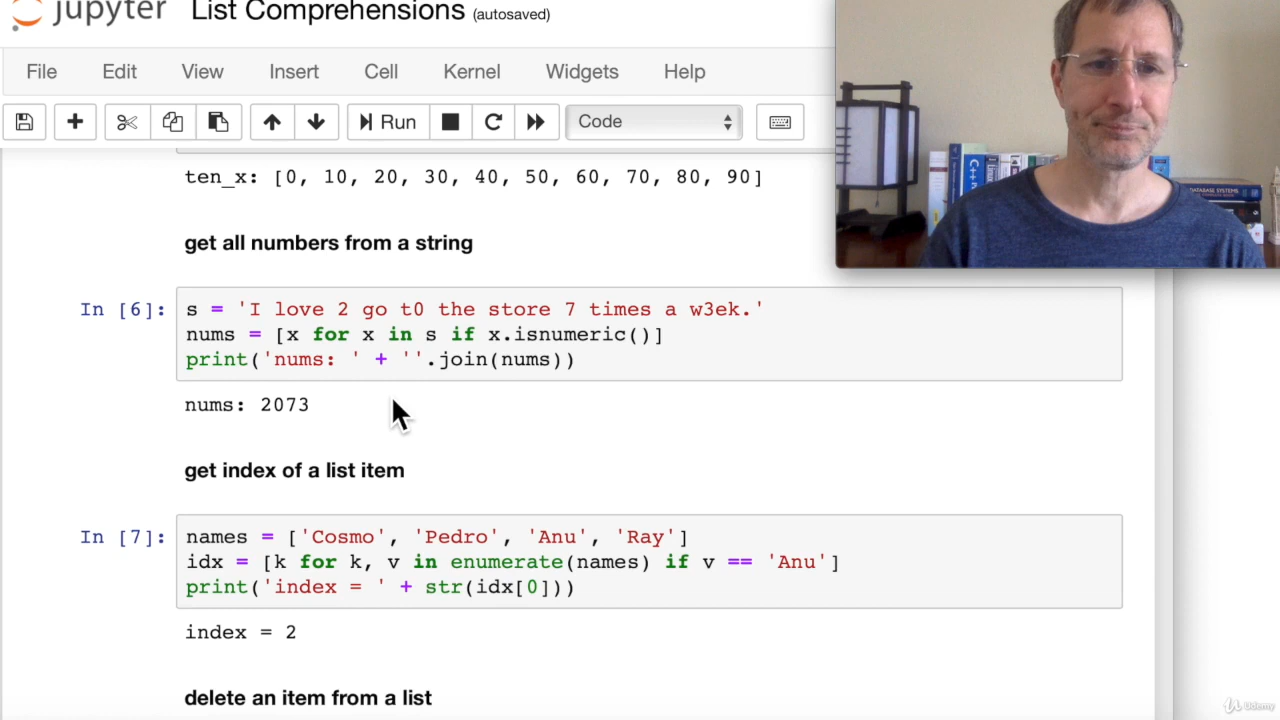 jupyter List Comprehensions (autosaved)
File Edit View Insert Cell Kernel Widgets Help
Run Code
ten_x: [0, 10, 20, 30, 40, 50, 60, 70, 80, 90]
get all numbers from a string
In [6]: s = 'I love 2 go t0 the store 7 times a w3ek.'
nums = [x for x in s if x.isnumeric()]
print('nums: ' + ''.join(nums))
nums: 2073
get index of a list item
In [7]: names = ['Cosmo', 'Pedro', 'Anu', 'Ray']
idx = [k for k, v in enumerate(names) if v == 'Anu']
print('index = ' + str(idx[0]))
index = 2
delete an item from a list
C++
DATABASE SYSTEMS
Udemy